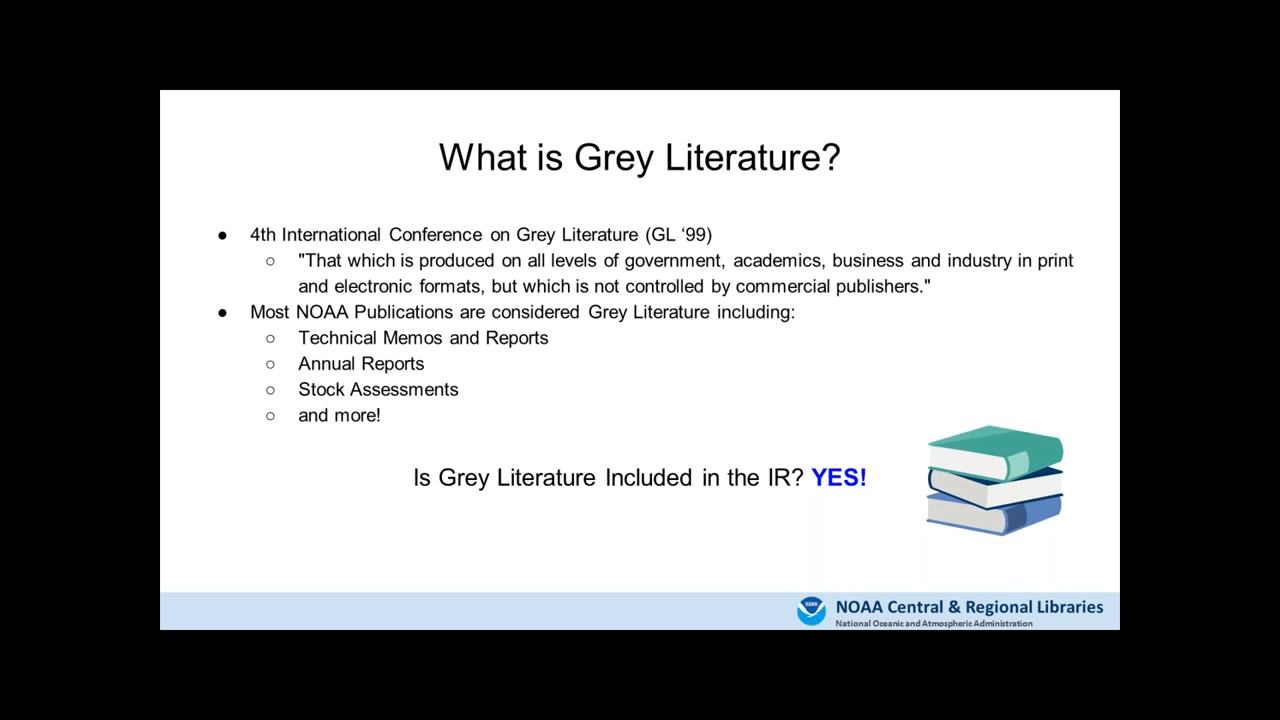 What is Grey Literature?
● 4th International Conference on Grey Literature (GL ‘99)
○ "That which is produced on all levels of government, academics, business and industry in print
and electronic formats, but which is not controlled by commercial publishers."
● Most NOAA Publications are considered Grey Literature including:
○ Technical Memos and Reports
○ Annual Reports
○ Stock Assessments
○ and more!
Is Grey Literature Included in the IR? YES!
NOAA
NOAA Central & Regional Libraries
National Oceanic and Atmospheric Administration